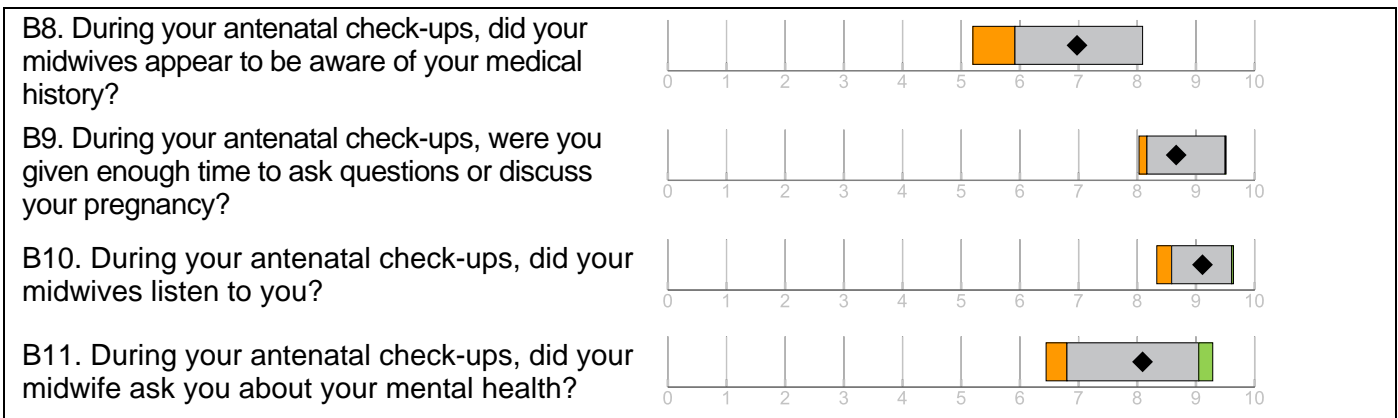 B8. During your antenatal check-ups, did your
midwives appear to be aware of your medical
history?
0 1 2 3 4 5 6 7 8 9 10
B9. During your antenatal check-ups, were you
given enough time to ask questions or discuss
your pregnancy?
0 1 2 3 4 5 6 7 8 9 10
B10. During your antenatal check-ups, did your
midwives listen to you?
0 1 2 3 4 5 6 7 8 9 10
B11. During your antenatal check-ups, did your
midwife ask you about your mental health?
0 1 2 3 4 5 6 7 8 9 10